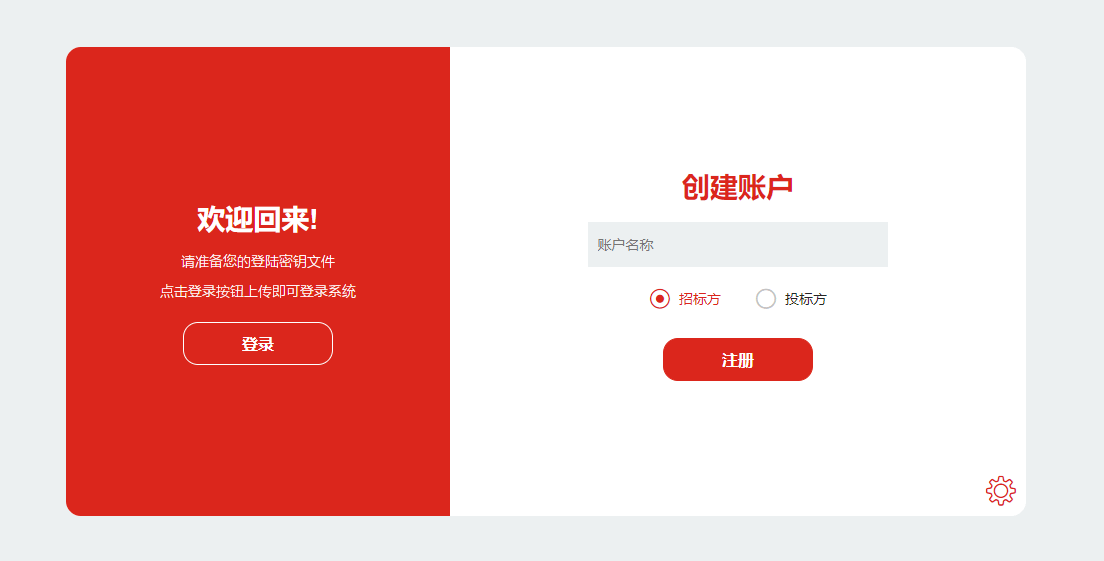 欢迎回来!
请准备您的登陆密钥文件
点击登录按钮上传即可登录系统
登录
创建账户
账户名称
招标方 投标方
注册